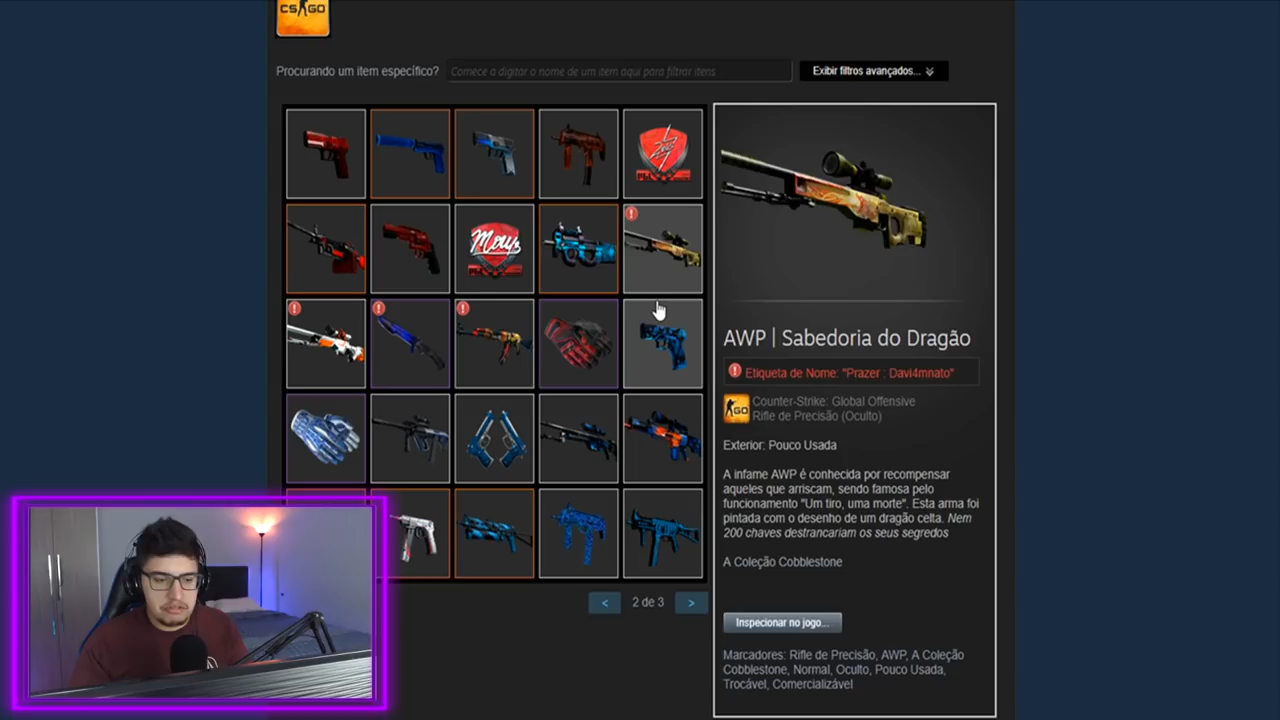 CS GO
Procurando um item específico?
Comece a digitar o nome de um item aqui para filtrar itens
Exibir filtros avançados...
Mouz
AWP | Sabedoria do Dragão
Etiqueta de Nome: "Prazer : Davi4mnato"
GO
Counter-Strike: Global Offensive
Rifle de Precisão (Oculto)
Exterior: Pouco Usada
A infame AWP é conhecida por recompensar
aqueles que arriscam, sendo famosa pelo
funcionamento "Um tiro, uma morte". Esta arma foi
pintada com o desenho de um dragão celta. Nem
200 chaves destrancariam os seus segredos
A Coleção Cobblestone
< 2 de 3 >
Inspecionar no jogo...
Marcadores: Rifle de Precisão, AWP, A Coleção
Cobblestone, Normal, Oculto, Pouco Usada,
Trocável, Comercializável